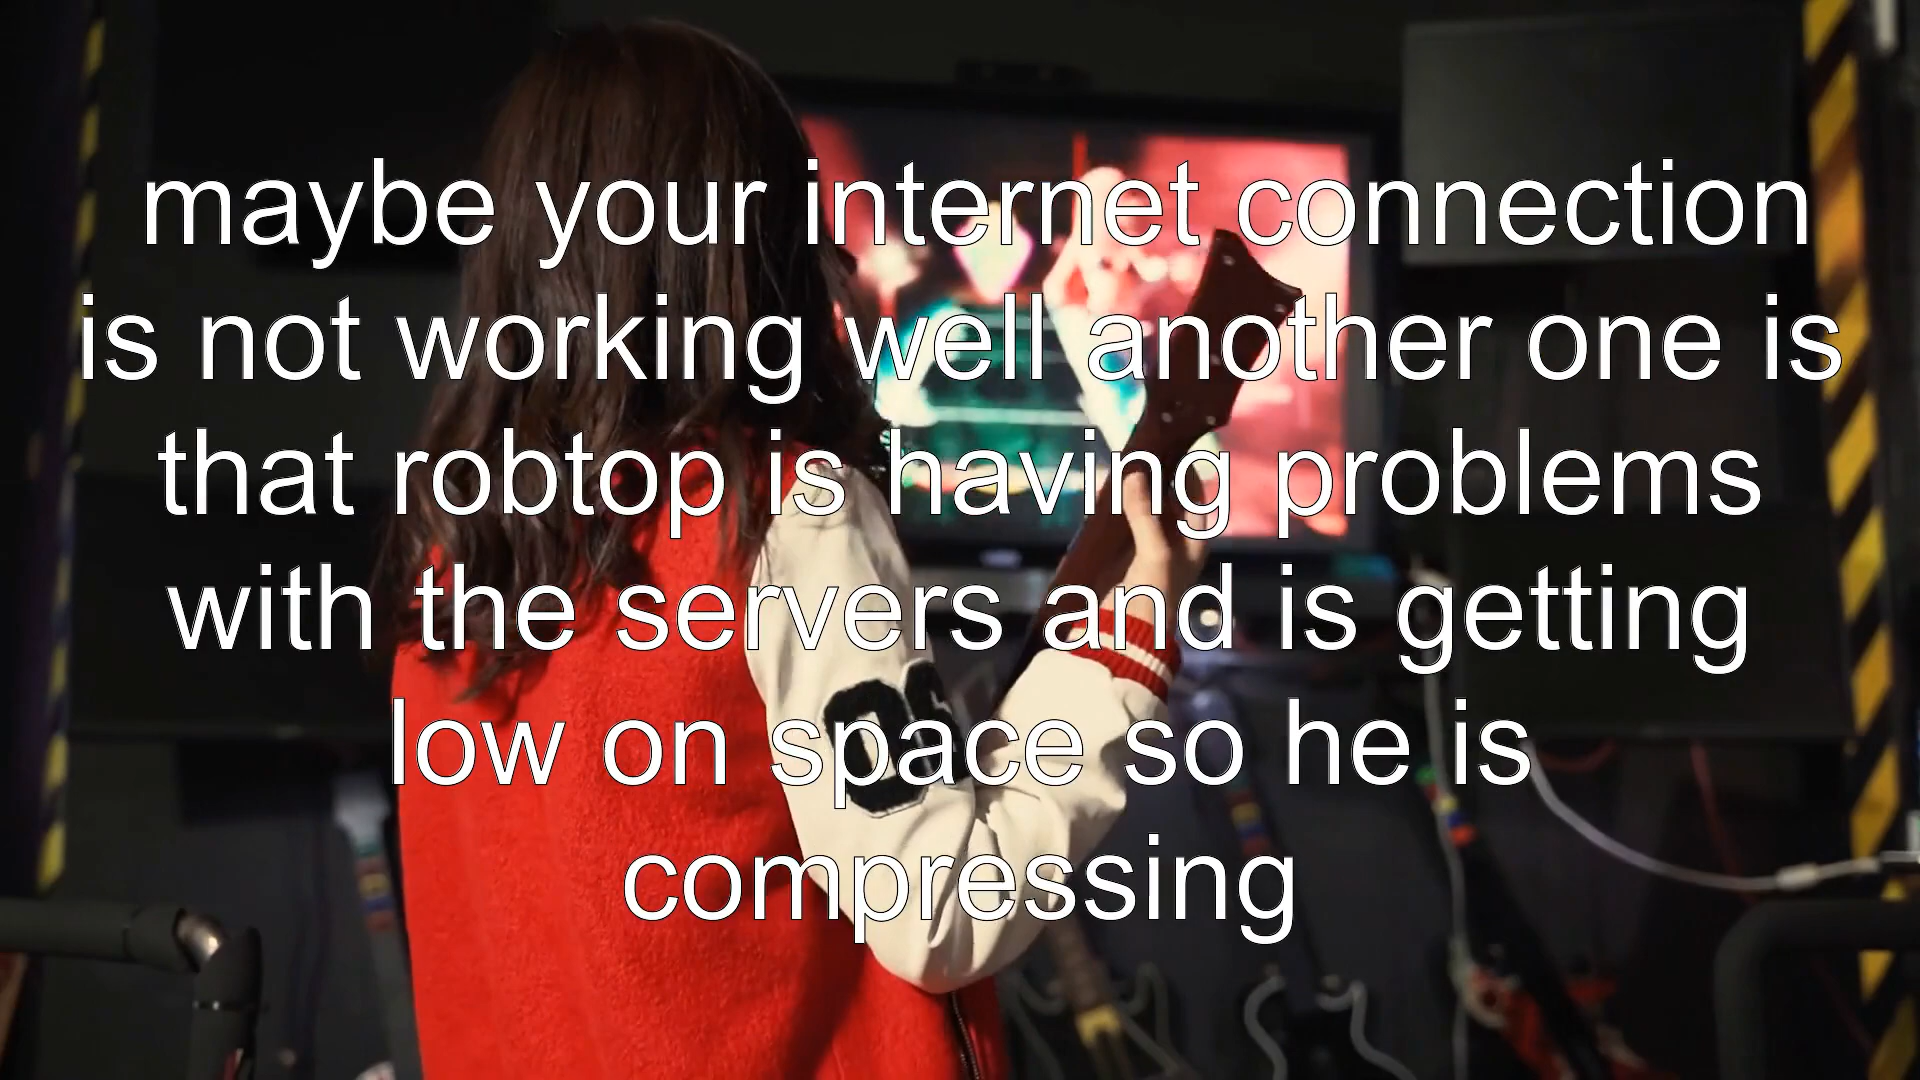 maybe your internet connection
is not working well another one is
that robtop is having problems
with the servers and is getting
low on space so he is
compressing